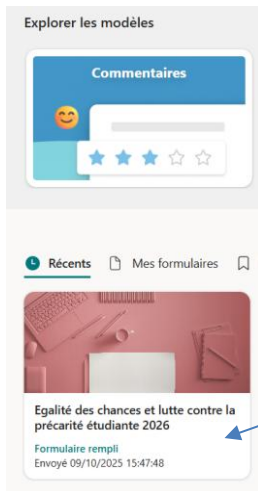 Explorer les modèles
Commentaires
Récents Mes formulaires
Egalité des chances et lutte contre la
précarité étudiante 2026
Formulaire rempli
Envoyé 09/10/2025 15:47:48